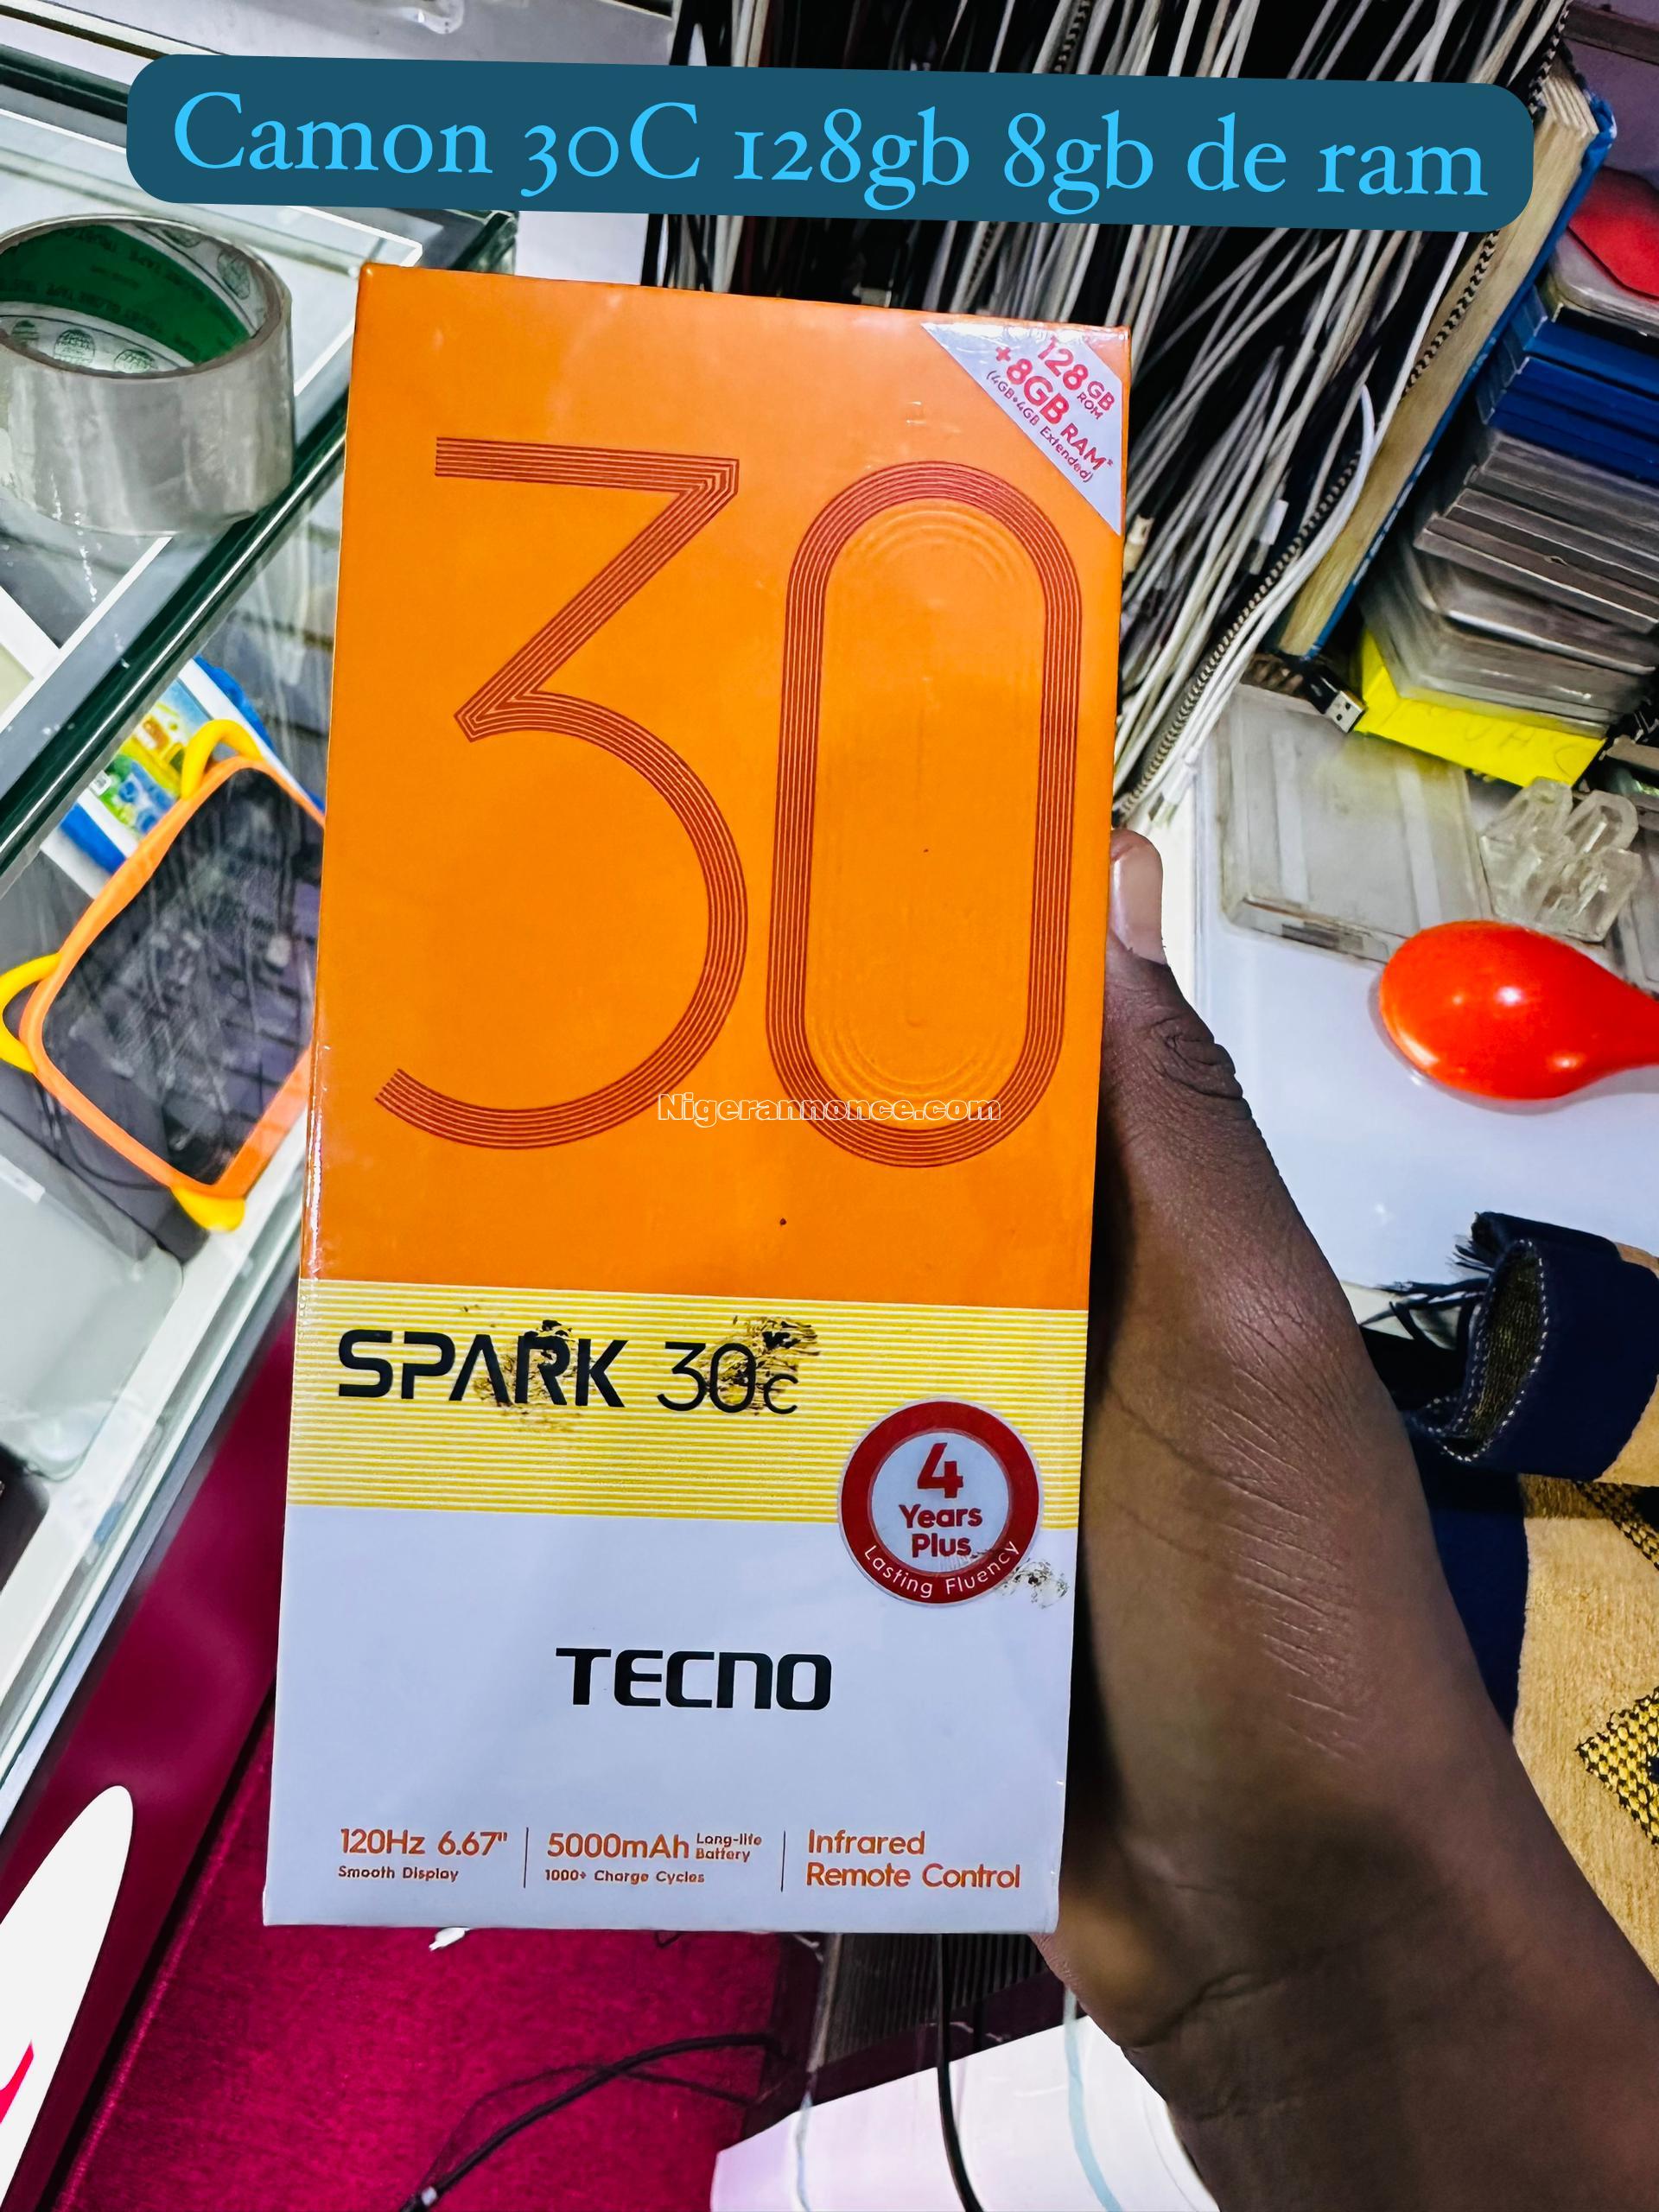 Camon 30C 128gb 8gb de ram
128GB
ROM
+8GB RAM*
(4GB+4GB Extended)
30
Nigerannonce.com
SPARK 30C
4
Years
Plus
Lasting Fluency
TECNO
120Hz 6.67"
Smooth Display
5000mAh Long-life
Battery
1000+ Charge Cycles
Infrared
Remote Control